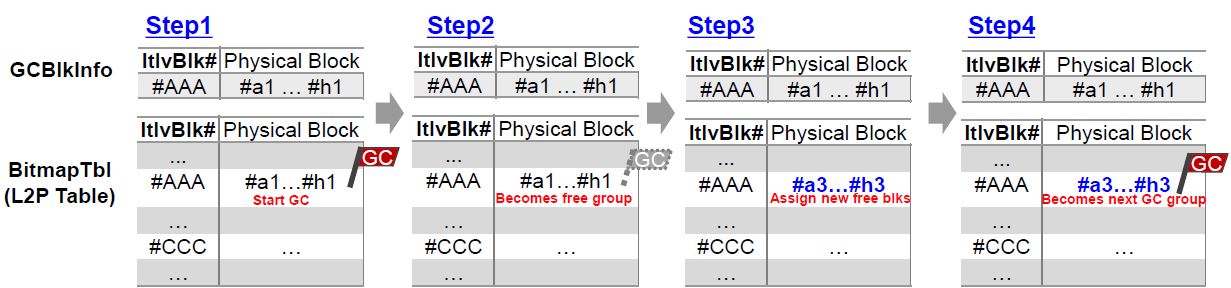 Step1
Step2
Step3
Step4
GCBlkInfo
ItlvBlk# Physical Block
#AAA #a1 … #h1
ItlvBlk# Physical Block
#AAA #a1 … #h1
ItlvBlk# Physical Block
#AAA #a1 … #h1
ItlvBlk# Physical Block
#AAA #a1 … #h1
BitmapTbl
(L2P Table)
ItlvBlk# Physical Block
...
GC
#AAA #a1...#h1
Start GC
...
#CCC ...
...
ItlvBlk# Physical Block
...
GC
#AAA #a1...#h1
Becomes free group
...
#CCC ...
...
ItlvBlk# Physical Block
...
#AAA #a3...#h3
Assign new free blks
...
#CCC ...
...
ItlvBlk# Physical Block
...
GC
#AAA #a3...#h3
Becomes next GC group
...
#CCC ...
...